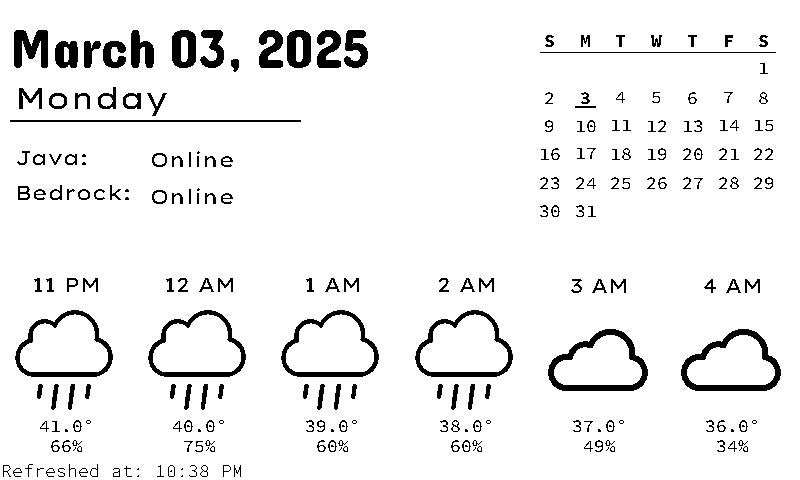 March 03, 2025
Monday
Java: Online
Bedrock: Online
S M T W T F S
1
2 3 4 5 6 7 8
9 10 11 12 13 14 15
16 17 18 19 20 21 22
23 24 25 26 27 28 29
30 31
11 PM 12 AM 1 AM 2 AM 3 AM 4 AM
41.0° 40.0° 39.0° 38.0° 37.0° 36.0°
66% 75% 60% 60% 49% 34%
Refreshed at: 10:38 PM